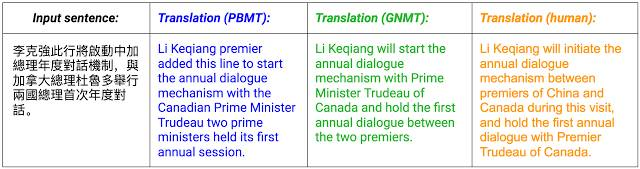 Input sentence:
Translation (PBMT):
Translation (GNMT):
Translation (human):
李克強此行將啟動中加
總理年度對話機制，與
加拿大總理杜魯多舉行
兩國總理首次年度對
話。
Li Keqiang premier
added this line to start
the annual dialogue
mechanism with the
Canadian Prime Minister
Trudeau two prime
ministers held its first
annual session.
Li Keqiang will start the
annual dialogue
mechanism with Prime
Minister Trudeau of
Canada and hold the first
annual dialogue between
the two premiers.
Li Keqiang will initiate the
annual dialogue
mechanism between
premiers of China and
Canada during this visit,
and hold the first annual
dialogue with Premier
Trudeau of Canada.